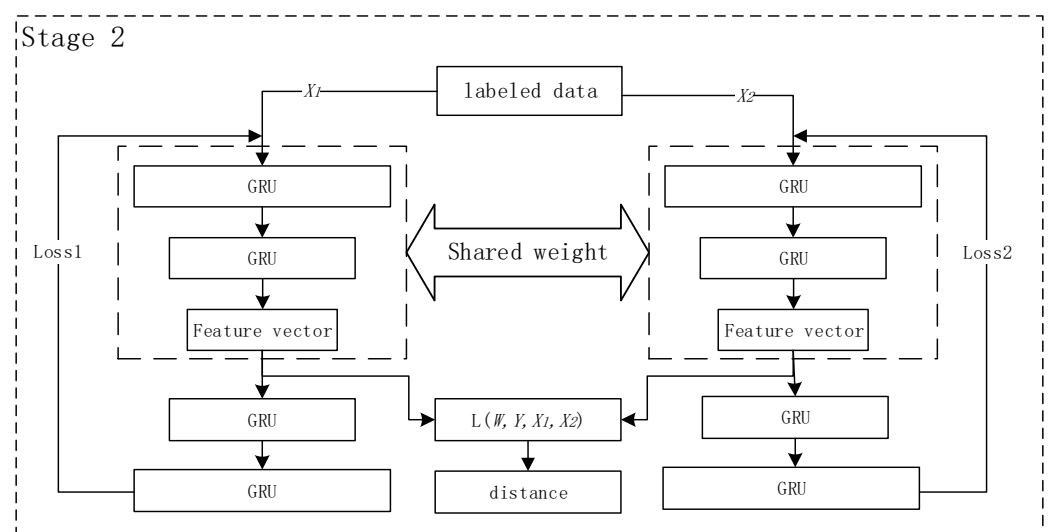 Stage 2
labeled data
X1
X2
GRU
GRU
Loss1
GRU
Shared weight
GRU
Loss2
Feature vector
Feature vector
GRU
L(W, Y, X1, X2)
GRU
GRU
distance
GRU